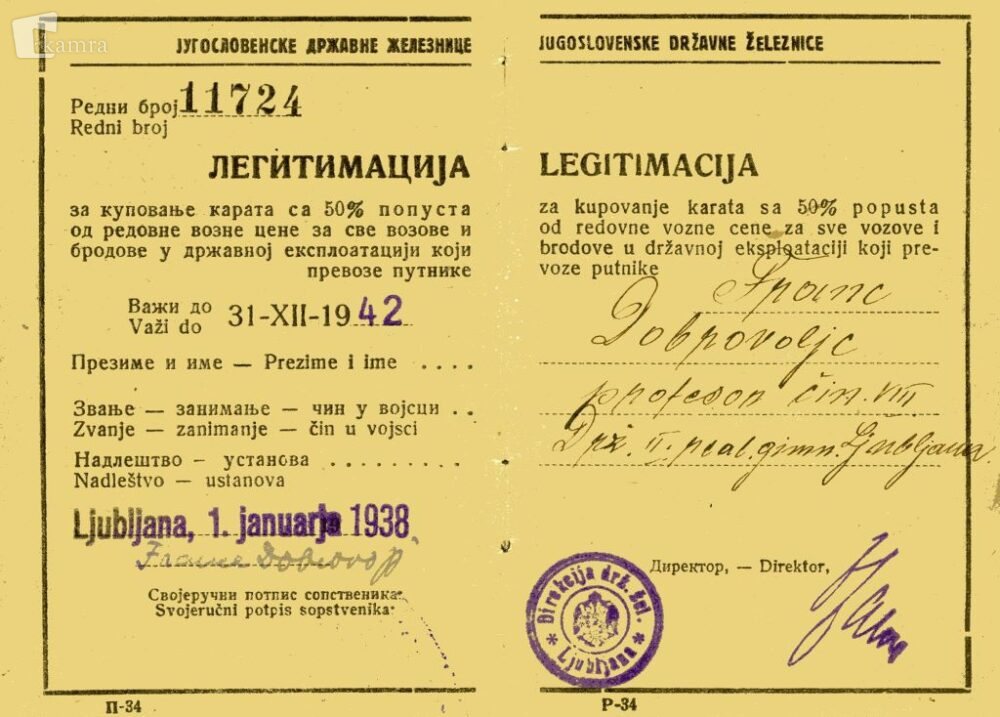 kamra
ЈУГОСЛОВЕНСКЕ ДРЖАВНЕ ЖЕЛЕЗНИЦЕ
Редни број 11724
Redni broj
ЛЕГИТИМАЦИЈА
за куповање карата са 50% попуста
од редовне возне цене за све возове и
бродове у државној експлоатацији који
превозе путнике
Важи до
Važi do 31-XII-1942
Презиме и име — Prezime i ime ....
Звање — занимање — чин у војсци ..
Zvanje — zanimanje — čin u vojsci
Надлештво — установа .........
Nadleštvo — ustanova
Ljubljana, 1. januarja 1938
Својеручни потпис сопственика:
Svojeručni potpis sopstvenika:
П-34
JUGOSLOVENSKE DRŽAVNE ŽELEZNICE
LEGITIMACIJA
za kupovanje karata sa 50% popusta
od redovne vozne cene za sve vozove i
brodove u državnoj eksploataciji koji pre-
voze putnike
Franc
Dobrovoljc
profesor čin. VIII
Drž. II. real. gimn. Ljubljana
Директор, — Direktor,
Direkcija drž. žel.
* Ljubljana *
Р-34